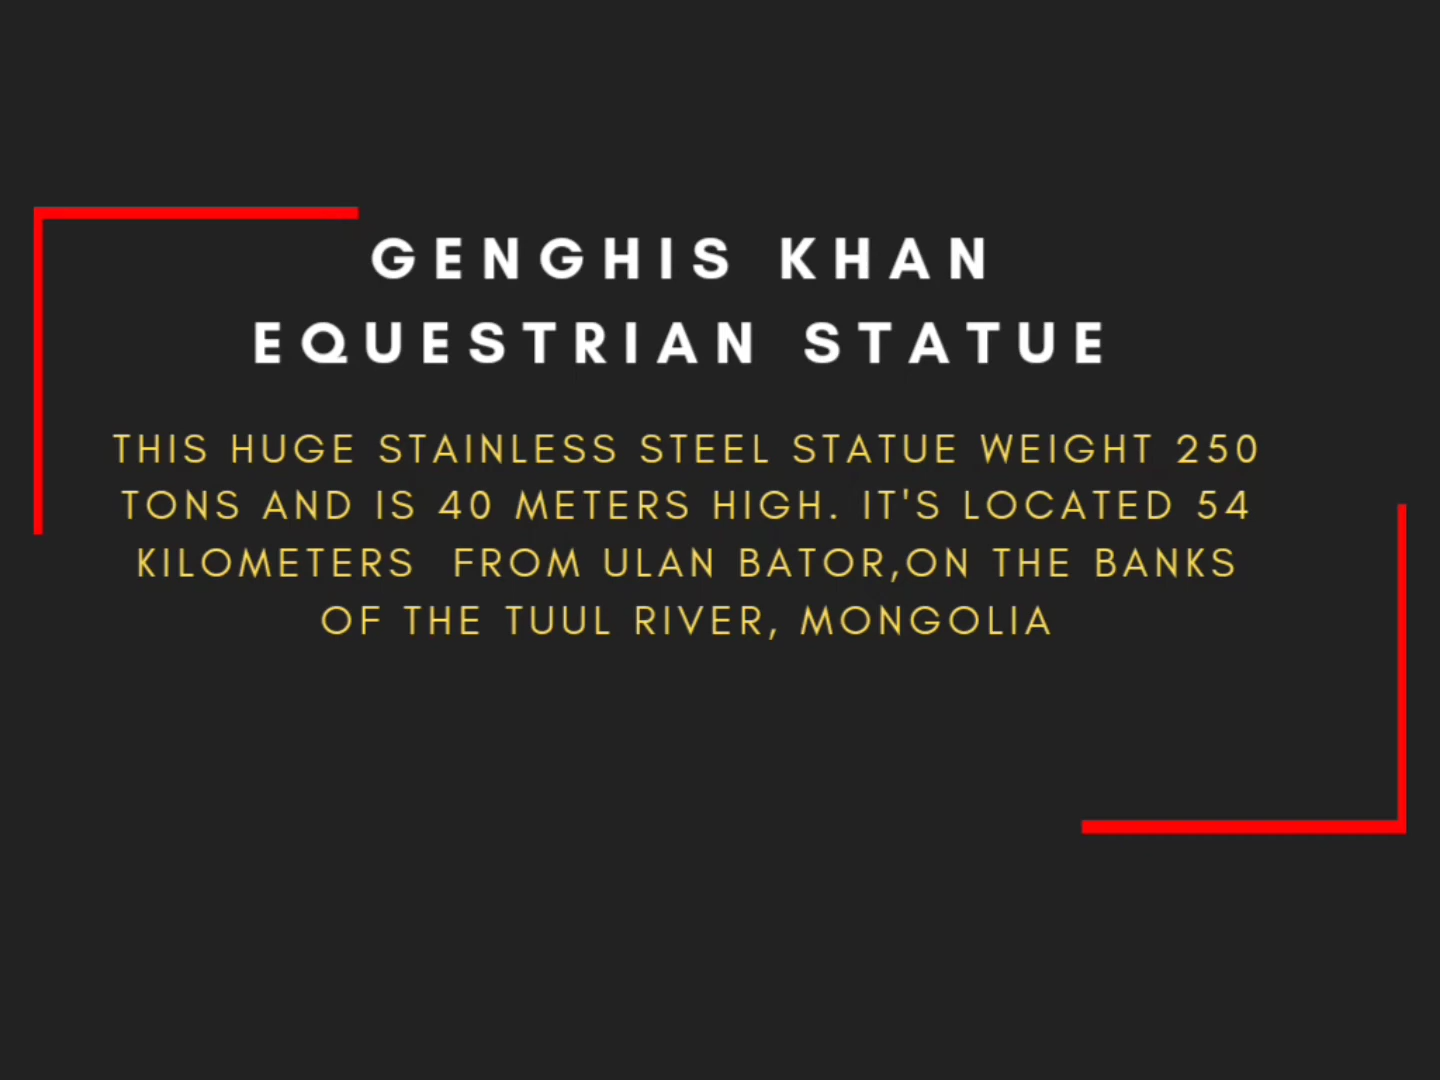 GENGHIS KHAN
EQUESTRIAN STATUE
THIS HUGE STAINLESS STEEL STATUE WEIGHT 250
TONS AND IS 40 METERS HIGH. IT'S LOCATED 54
KILOMETERS  FROM ULAN BATOR,ON THE BANKS
OF THE TUUL RIVER, MONGOLIA